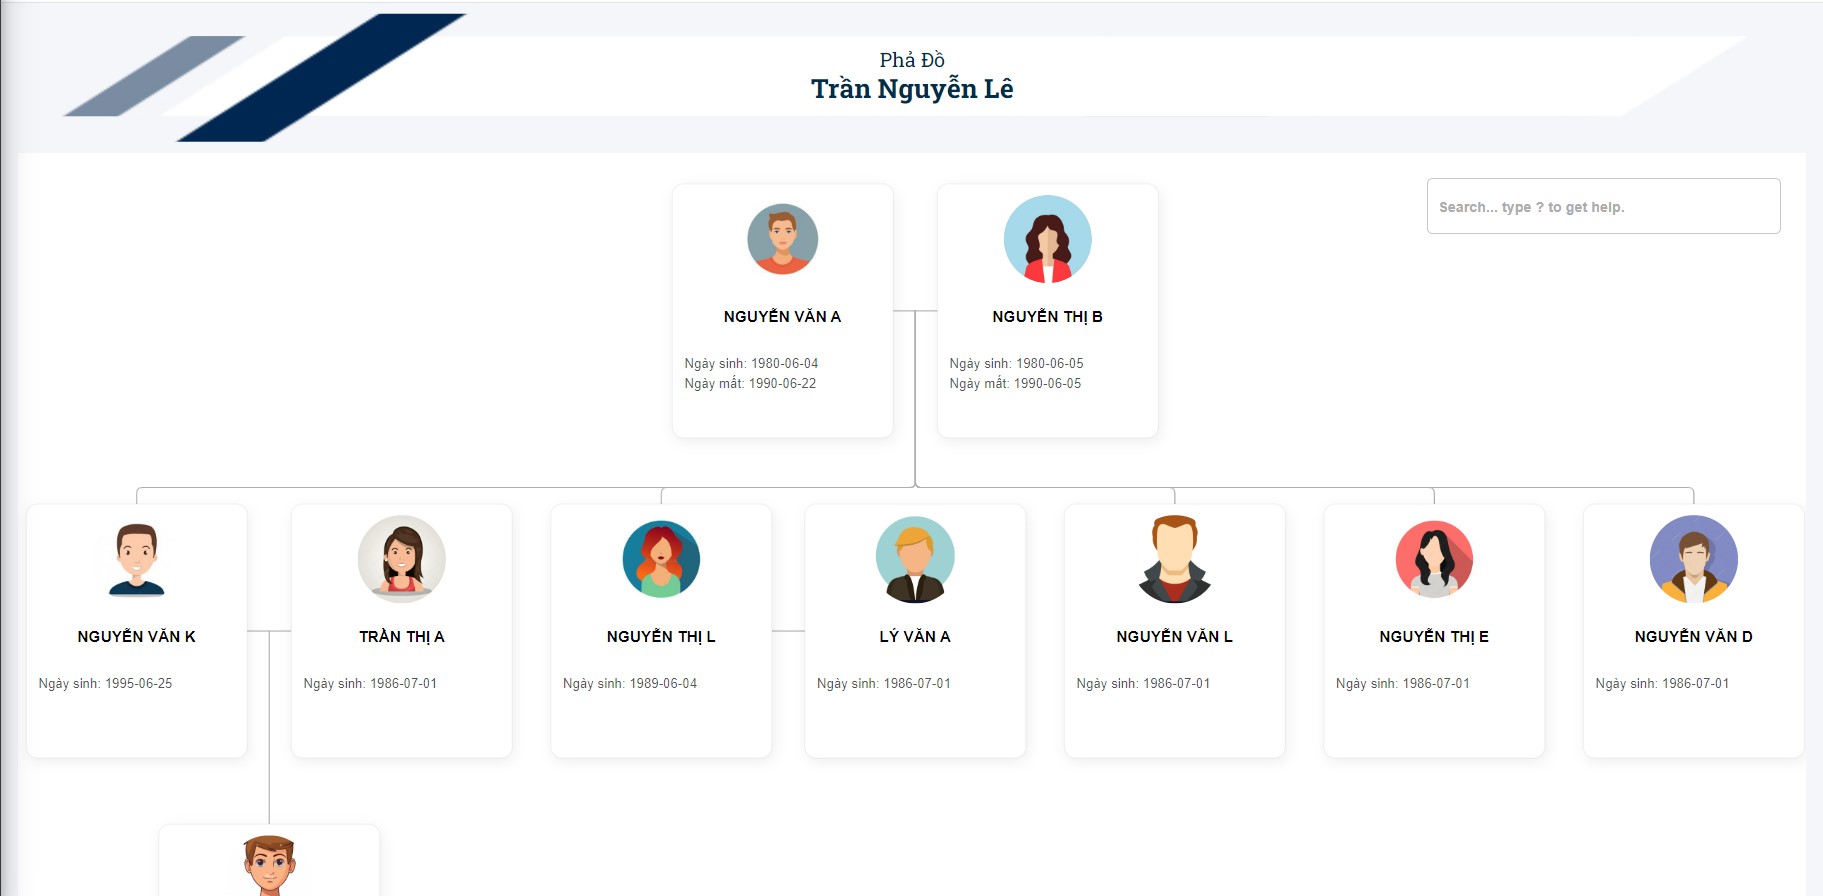 Phả Đồ
Trần Nguyễn Lê
Search... type ? to get help.
NGUYỄN VĂN A
Ngày sinh: 1980-06-04
Ngày mất: 1990-06-22
NGUYỄN THỊ B
Ngày sinh: 1980-06-05
Ngày mất: 1990-06-05
NGUYỄN VĂN K
Ngày sinh: 1995-06-25
TRẦN THỊ A
Ngày sinh: 1986-07-01
NGUYỄN THỊ L
Ngày sinh: 1989-06-04
LÝ VĂN A
Ngày sinh: 1986-07-01
NGUYỄN VĂN L
Ngày sinh: 1986-07-01
NGUYỄN THỊ E
Ngày sinh: 1986-07-01
NGUYỄN VĂN D
Ngày sinh: 1986-07-01